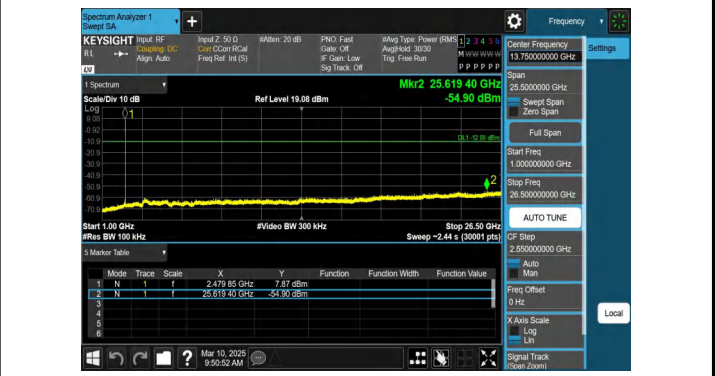 Spectrum Analyzer 1
Swept SA
Frequency
KEYSIGHT
R L
LXI
Input: RF
Coupling: DC
Align: Auto
Input Z: 50 Ω
Corr CCorr RCal
Freq Ref: Int (S)
#Atten: 20 dB
PNO: Fast
Gate: Off
IF Gain: Low
Sig Track: Off
#Avg Type: Power (RMS
Avg|Hold: 30/30
Trig: Free Run
1 2 3 4 5 6
M W W W W W
P P P P P P
1 Spectrum
Mkr2 25.619 40 GHz
Scale/Div 10 dB
Ref Level 19.08 dBm
-54.90 dBm
Log
1
9.08
-0.92
-10.9
DL1 -12.00 dBm
-20.9
-30.9
-40.9
2
-50.9
-60.9
-70.9
Start 1.00 GHz
#Video BW 300 kHz
Stop 26.50 GHz
#Res BW 100 kHz
Sweep ~2.44 s (30001 pts)
5 Marker Table
Mode Trace Scale X Y Function Function Width Function Value
1 N 1 f 2.479 85 GHz 7.87 dBm
2 N 1 f 25.619 40 GHz -54.90 dBm
3
4
5
6
Mar 10, 2025
9:50:52 AM
Center Frequency
13.750000000 GHz
Settings
Span
25.5000000 GHz
Swept Span
Zero Span
Full Span
Start Freq
1.000000000 GHz
Stop Freq
26.500000000 GHz
AUTO TUNE
CF Step
2.550000000 GHz
Auto
Man
Freq Offset
0 Hz
X Axis Scale
Log
Lin
Local
Signal Track
(Span Zoom)